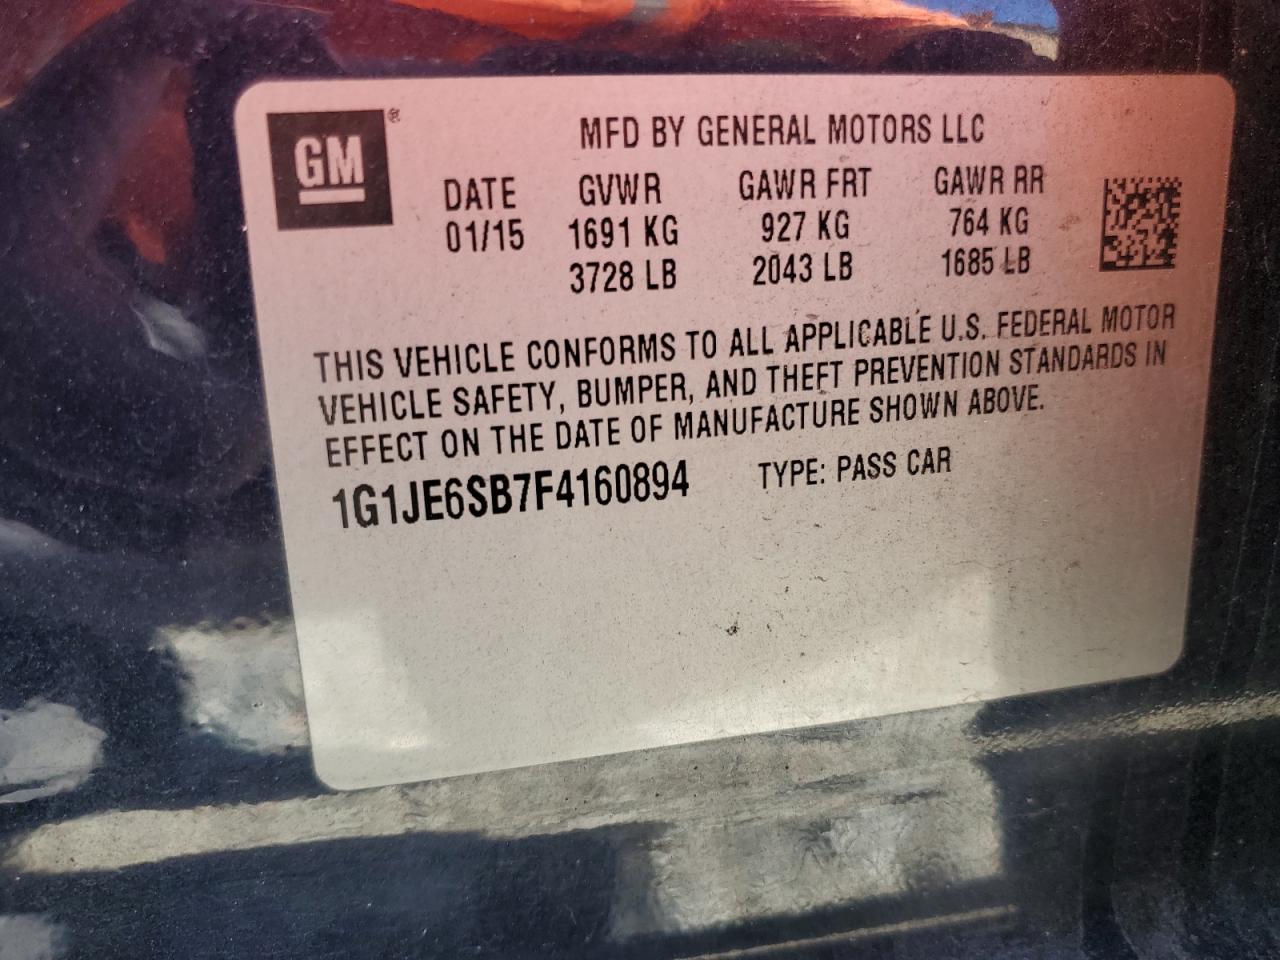 GM®
MFD BY GENERAL MOTORS LLC
DATE GVWR GAWR FRT GAWR RR
01/15 1691 KG 927 KG 764 KG
3728 LB 2043 LB 1685 LB
THIS VEHICLE CONFORMS TO ALL APPLICABLE U.S. FEDERAL MOTOR
VEHICLE SAFETY, BUMPER, AND THEFT PREVENTION STANDARDS IN
EFFECT ON THE DATE OF MANUFACTURE SHOWN ABOVE.
1G1JE6SB7F4160894 TYPE: PASS CAR